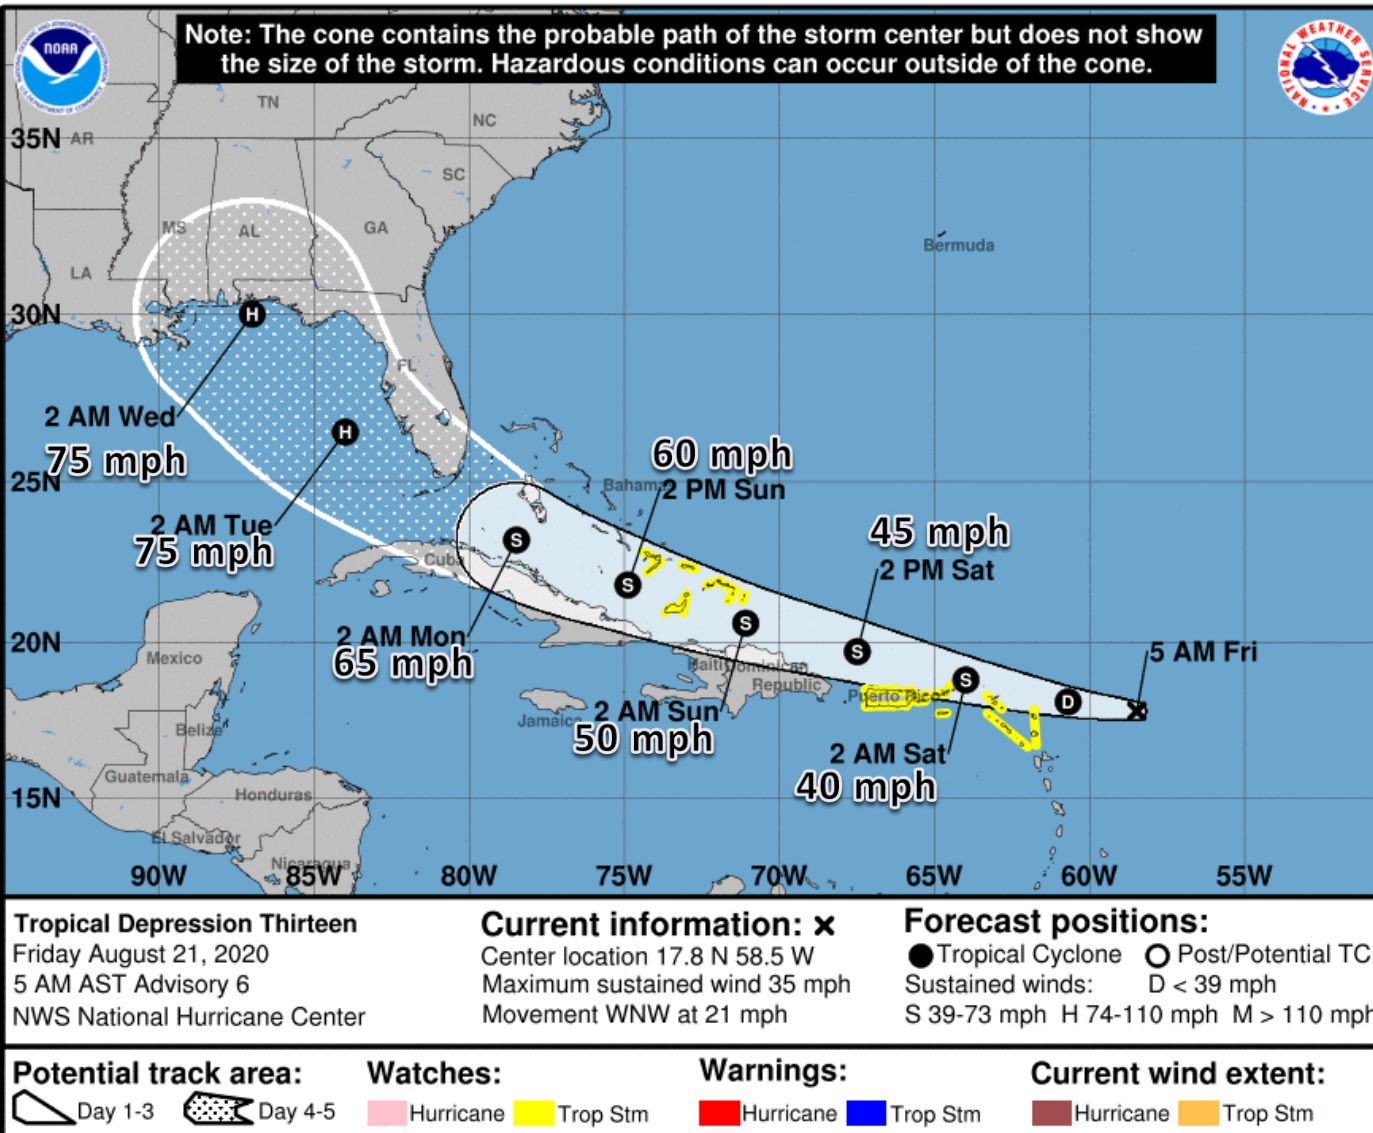 Note: The cone contains the probable path of the storm center but does not show
the size of the storm. Hazardous conditions can occur outside of the cone.
NOAA
NATIONAL WEATHER SERVICE
TN
NC
35N
AR
SC
MS
AL
GA
Bermuda
LA
30N
FL
2 AM Wed
75 mph
60 mph
25N
Bahamas
2 PM Sun
2 AM Tue
75 mph
45 mph
Cuba
2 PM Sat
2 AM Mon
65 mph
20N
5 AM Fri
Mexico
Haiti
Dominican
Republic
Puerto Rico
Jamaica
2 AM Sun
50 mph
Belize
2 AM Sat
40 mph
Guatemala
15N
Honduras
El Salvador
Nicaragua
90W 85W 80W 75W 70W 65W 60W 55W
Tropical Depression Thirteen
Friday August 21, 2020
5 AM AST Advisory 6
NWS National Hurricane Center
Current information: x
Center location 17.8 N 58.5 W
Maximum sustained wind 35 mph
Movement WNW at 21 mph
Forecast positions:
Tropical Cyclone Post/Potential TC
Sustained winds: D < 39 mph
S 39-73 mph H 74-110 mph M > 110 mph
Potential track area:
Day 1-3 Day 4-5
Watches:
Hurricane Trop Stm
Warnings:
Hurricane Trop Stm
Current wind extent:
Hurricane Trop Stm